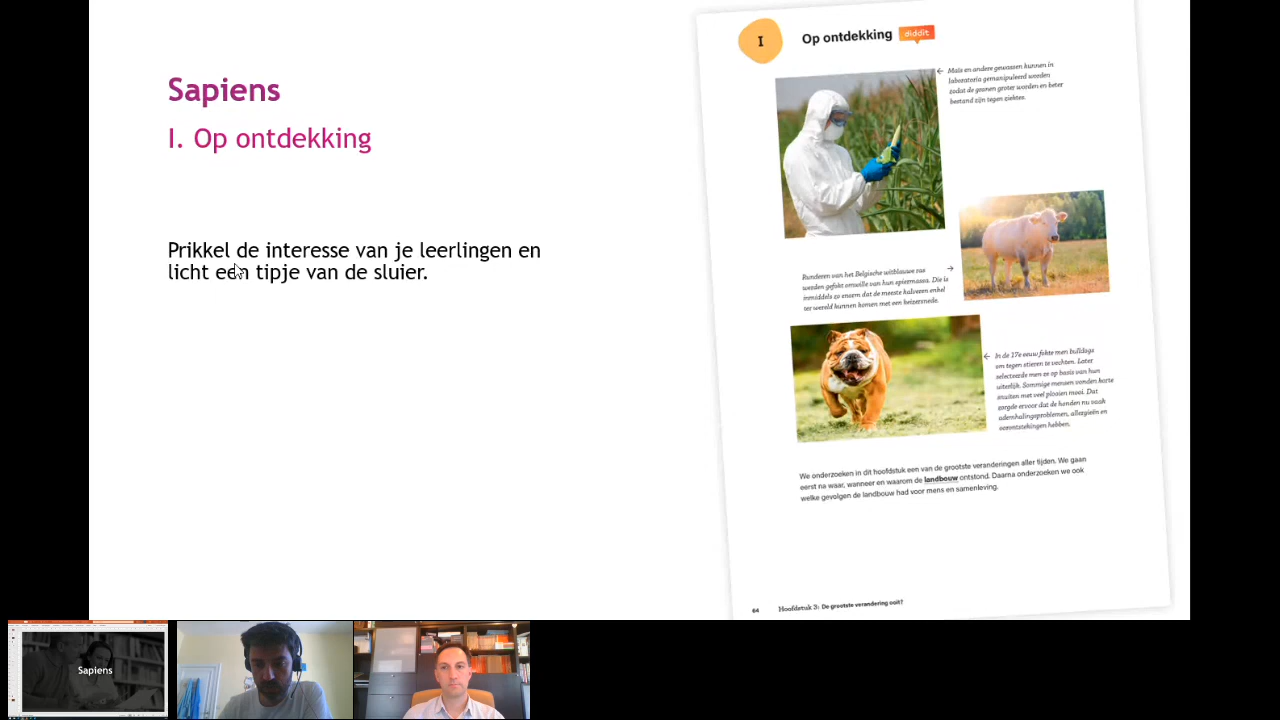 Sapiens
I. Op ontdekking
Prikkel de interesse van je leerlingen en
licht een tipje van de sluier.
I
Op ontdekking
diddit
Maïs en andere gewassen kunnen in
laboratoria gemanipuleerd worden
zodat de granen groter worden en beter
bestand zijn tegen ziektes.
Runderen van het Belgische witblauwe ras
werden gefokt omwille van hun spiermassa. Die is
inmiddels zo enorm dat de meeste kalveren enkel
ter wereld kunnen komen met een keizersnede.
In de 17e eeuw fokte men bulldogs
om tegen stieren te vechten. Later
selecteerde men ze op basis van hun
uiterlijk. Sommige mensen vonden korte
snuiten met veel plooien mooi. Dat
zorgde ervoor dat de honden nu vaak
ademhalingsproblemen, allergieën en
oorontstekingen hebben.
We onderzoeken in dit hoofdstuk een van de grootste veranderingen aller tijden. We gaan
eerst na waar, wanneer en waarom de landbouw ontstond. Daarna onderzoeken we ook
welke gevolgen de landbouw had voor mens en samenleving.
64
Hoofdstuk 3: De grootste verandering ooit?
Sapiens